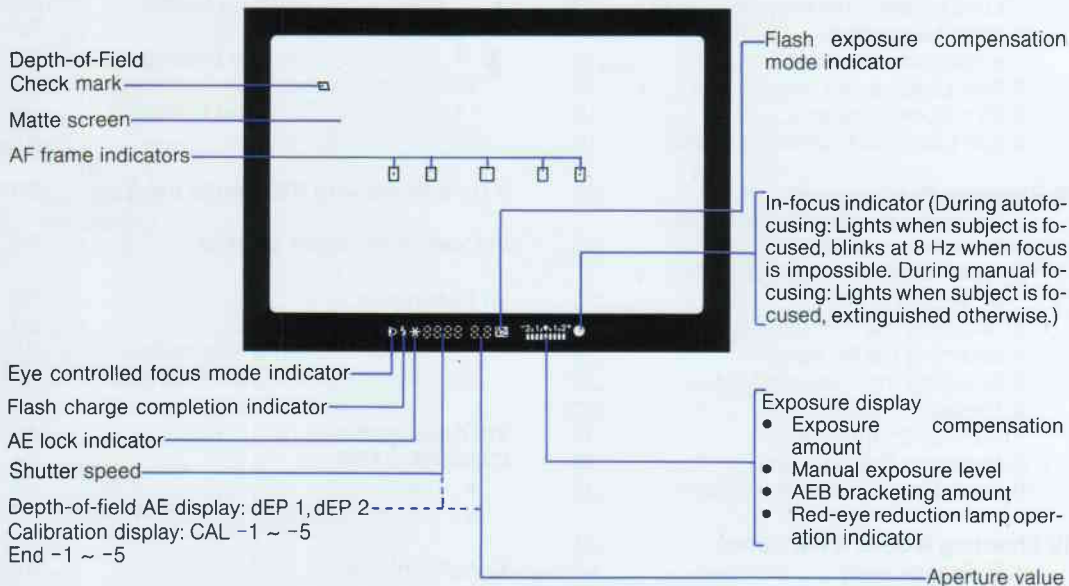 Depth-of-Field
Check mark
Matte screen
AF frame indicators
Flash exposure compensation
mode indicator
In-focus indicator (During autofo-
cusing: Lights when subject is fo-
cused, blinks at 8 Hz when focus
is impossible. During manual fo-
cusing: Lights when subject is fo-
cused, extinguished otherwise.)
Eye controlled focus mode indicator
Flash charge completion indicator
AE lock indicator
Shutter speed
Depth-of-field AE display: dEP 1, dEP 2
Calibration display: CAL −1 ~ −5
End −1 ~ −5
Exposure display
• Exposure compensation
amount
• Manual exposure level
• AEB bracketing amount
• Red-eye reduction lamp oper-
ation indicator
Aperture value